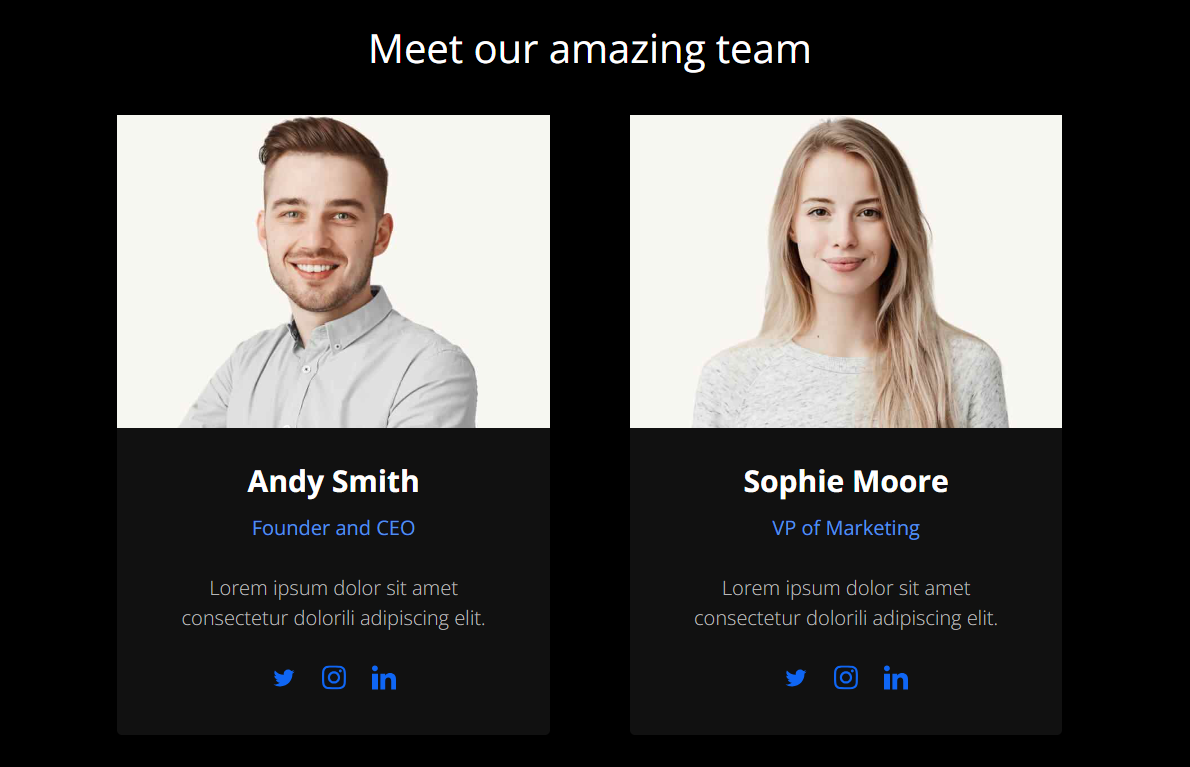 Meet our amazing team
Andy Smith
Founder and CEO
Lorem ipsum dolor sit amet
consectetur dolorili adipiscing elit.
Sophie Moore
VP of Marketing
Lorem ipsum dolor sit amet
consectetur dolorili adipiscing elit.